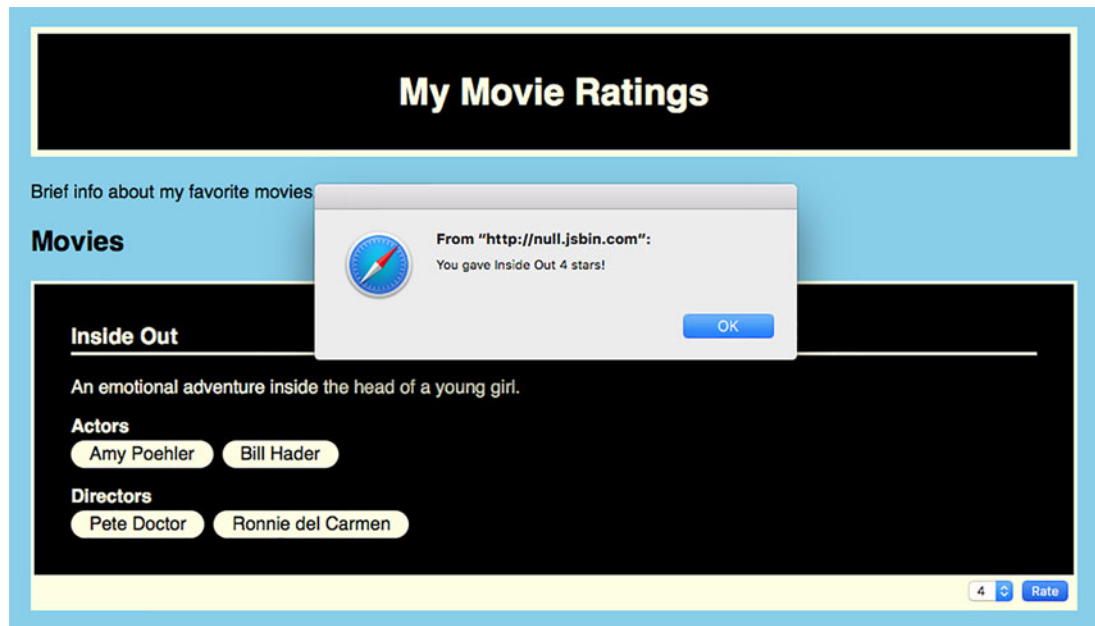 My Movie Ratings
Brief info about my favorite movies
From "http://null.jsbin.com":
You gave Inside Out 4 stars!
OK
Movies
Inside Out
An emotional adventure inside the head of a young girl.
Actors
Amy Poehler Bill Hader
Directors
Pete Doctor Ronnie del Carmen
4 Rate